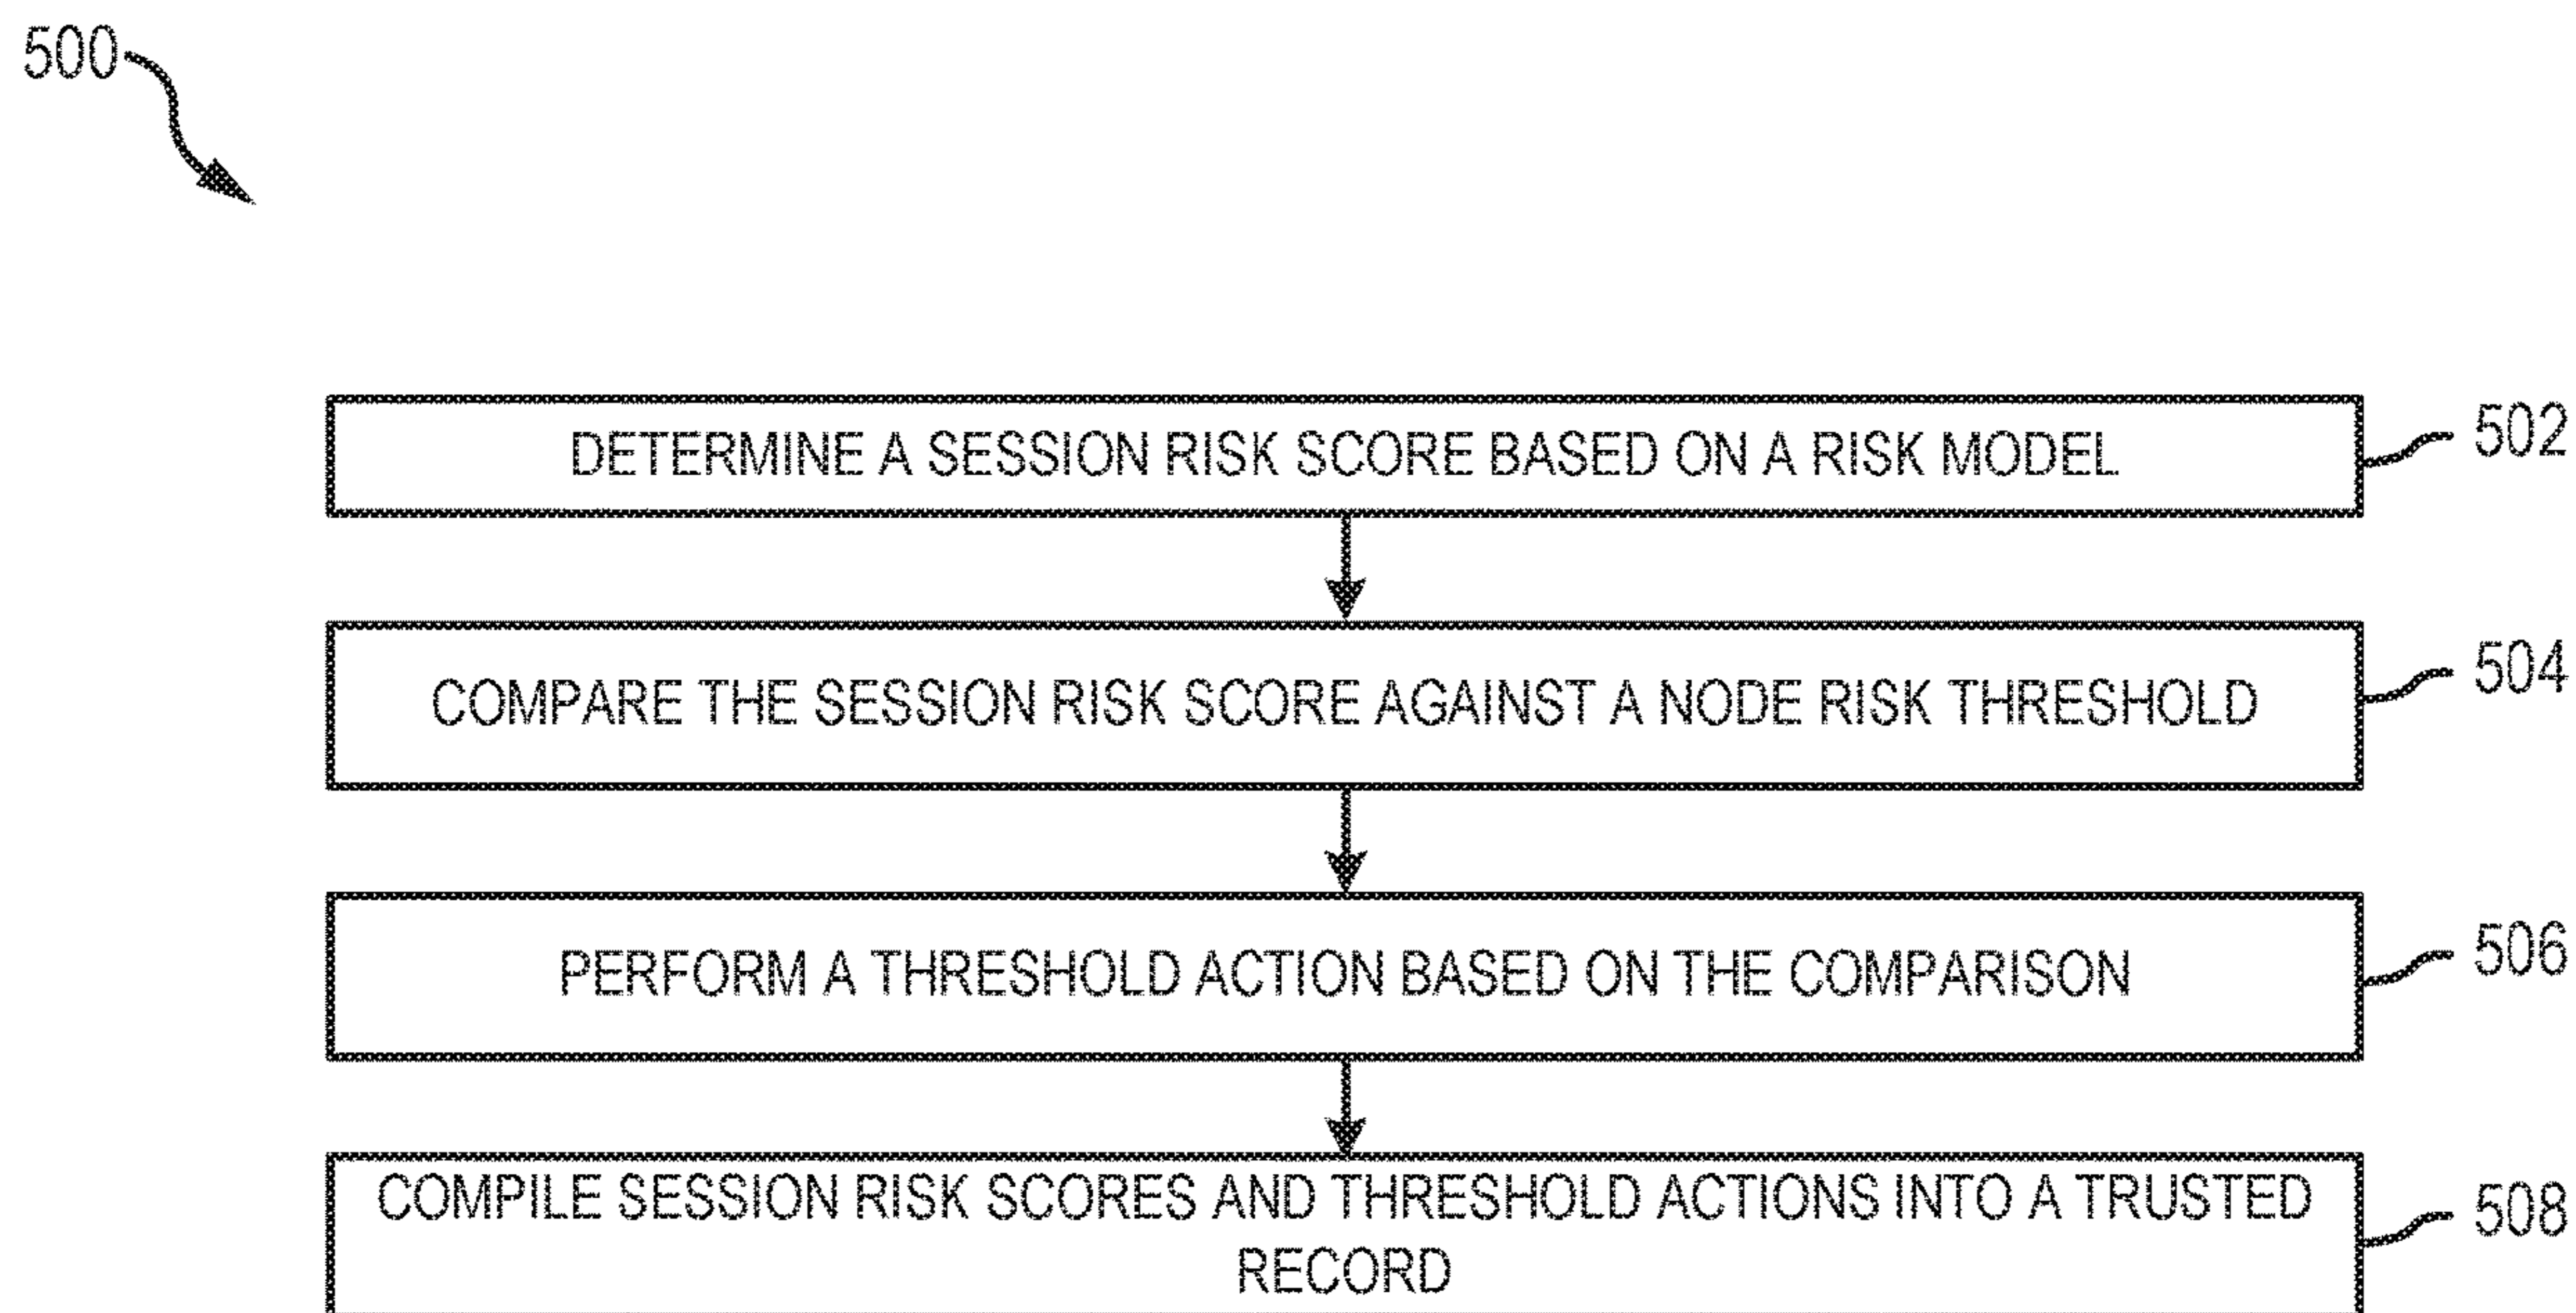 500
DETERMINE A SESSION RISK SCORE BASED ON A RISK MODEL
502
COMPARE THE SESSION RISK SCORE AGAINST A NODE RISK THRESHOLD
504
PERFORM A THRESHOLD ACTION BASED ON THE COMPARISON
506
COMPILE SESSION RISK SCORES AND THRESHOLD ACTIONS INTO A TRUSTED
RECORD
508